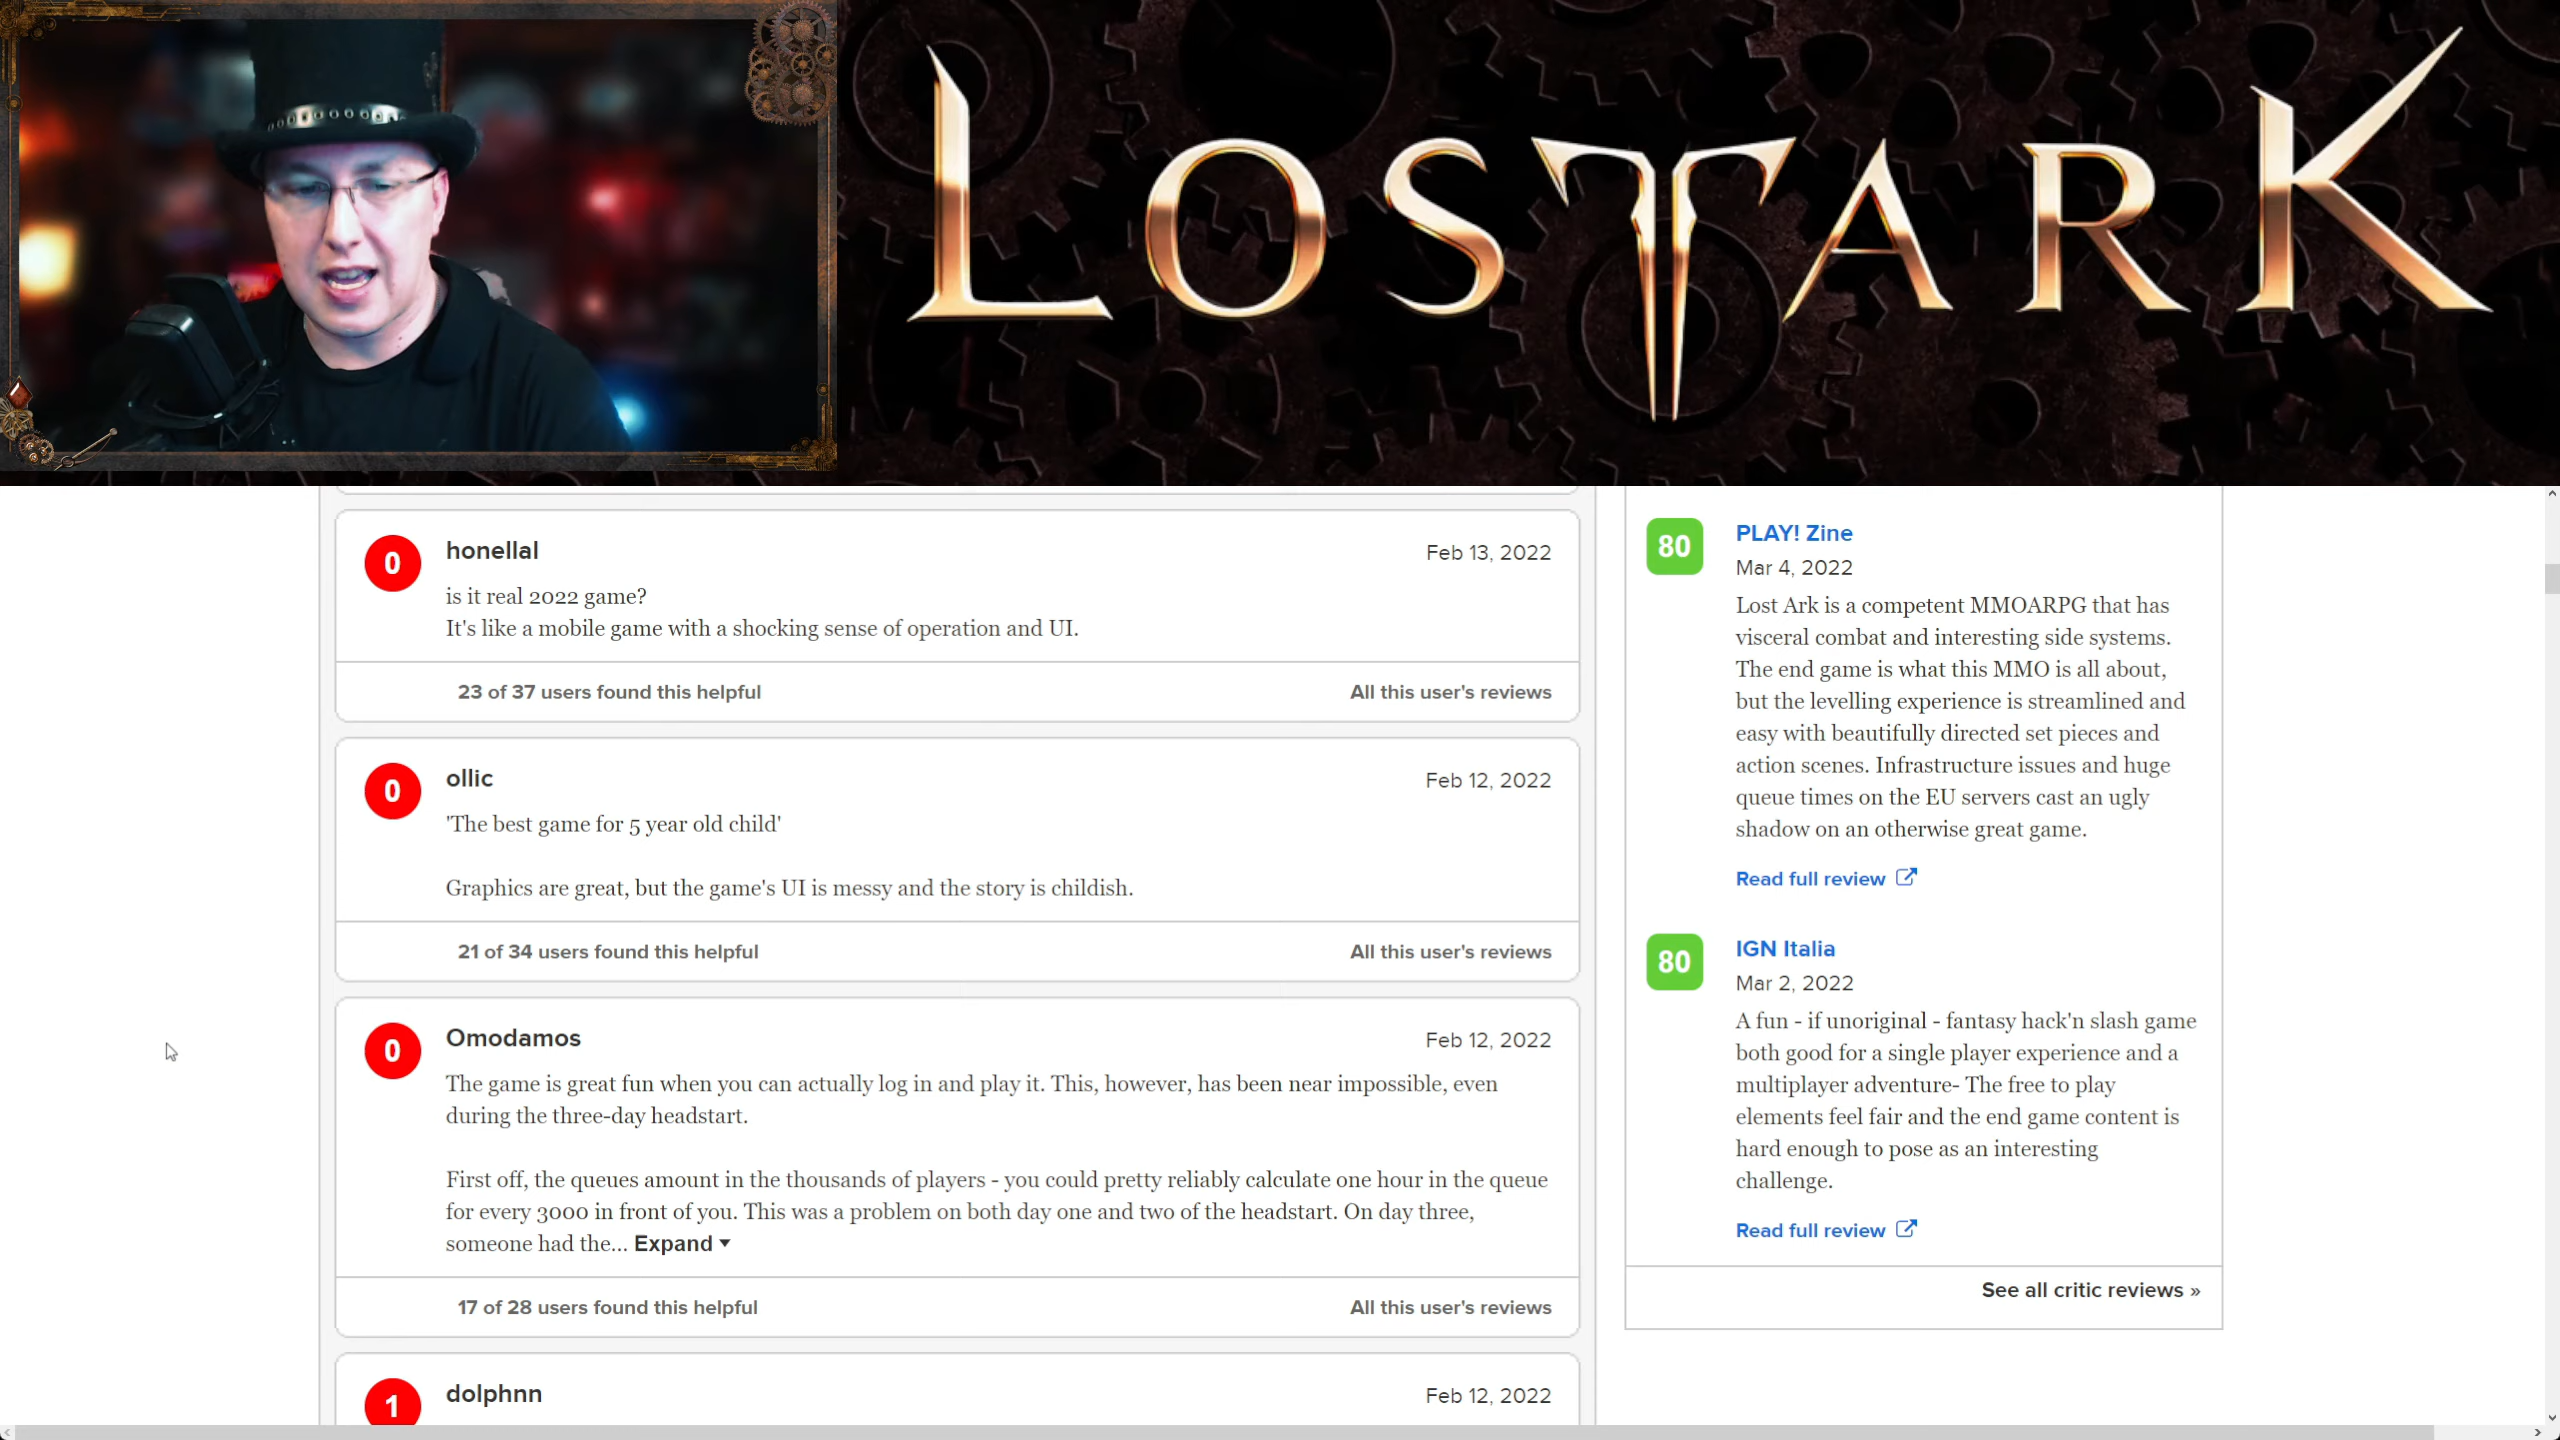 LOST ARK
0
honellal
Feb 13, 2022
is it real 2022 game?
It's like a mobile game with a shocking sense of operation and UI.
23 of 37 users found this helpful
All this user's reviews
0
ollic
Feb 12, 2022
'The best game for 5 year old child'
Graphics are great, but the game's UI is messy and the story is childish.
21 of 34 users found this helpful
All this user's reviews
0
Omodamos
Feb 12, 2022
The game is great fun when you can actually log in and play it. This, however, has been near impossible, even
during the three-day headstart.
First off, the queues amount in the thousands of players - you could pretty reliably calculate one hour in the queue
for every 3000 in front of you. This was a problem on both day one and two of the headstart. On day three,
someone had the... Expand
17 of 28 users found this helpful
All this user's reviews
1
dolphnn
Feb 12, 2022
80
PLAY! Zine
Mar 4, 2022
Lost Ark is a competent MMOARPG that has
visceral combat and interesting side systems.
The end game is what this MMO is all about,
but the levelling experience is streamlined and
easy with beautifully directed set pieces and
action scenes. Infrastructure issues and huge
queue times on the EU servers cast an ugly
shadow on an otherwise great game.
Read full review
80
IGN Italia
Mar 2, 2022
A fun - if unoriginal - fantasy hack'n slash game
both good for a single player experience and a
multiplayer adventure- The free to play
elements feel fair and the end game content is
hard enough to pose as an interesting
challenge.
Read full review
See all critic reviews »